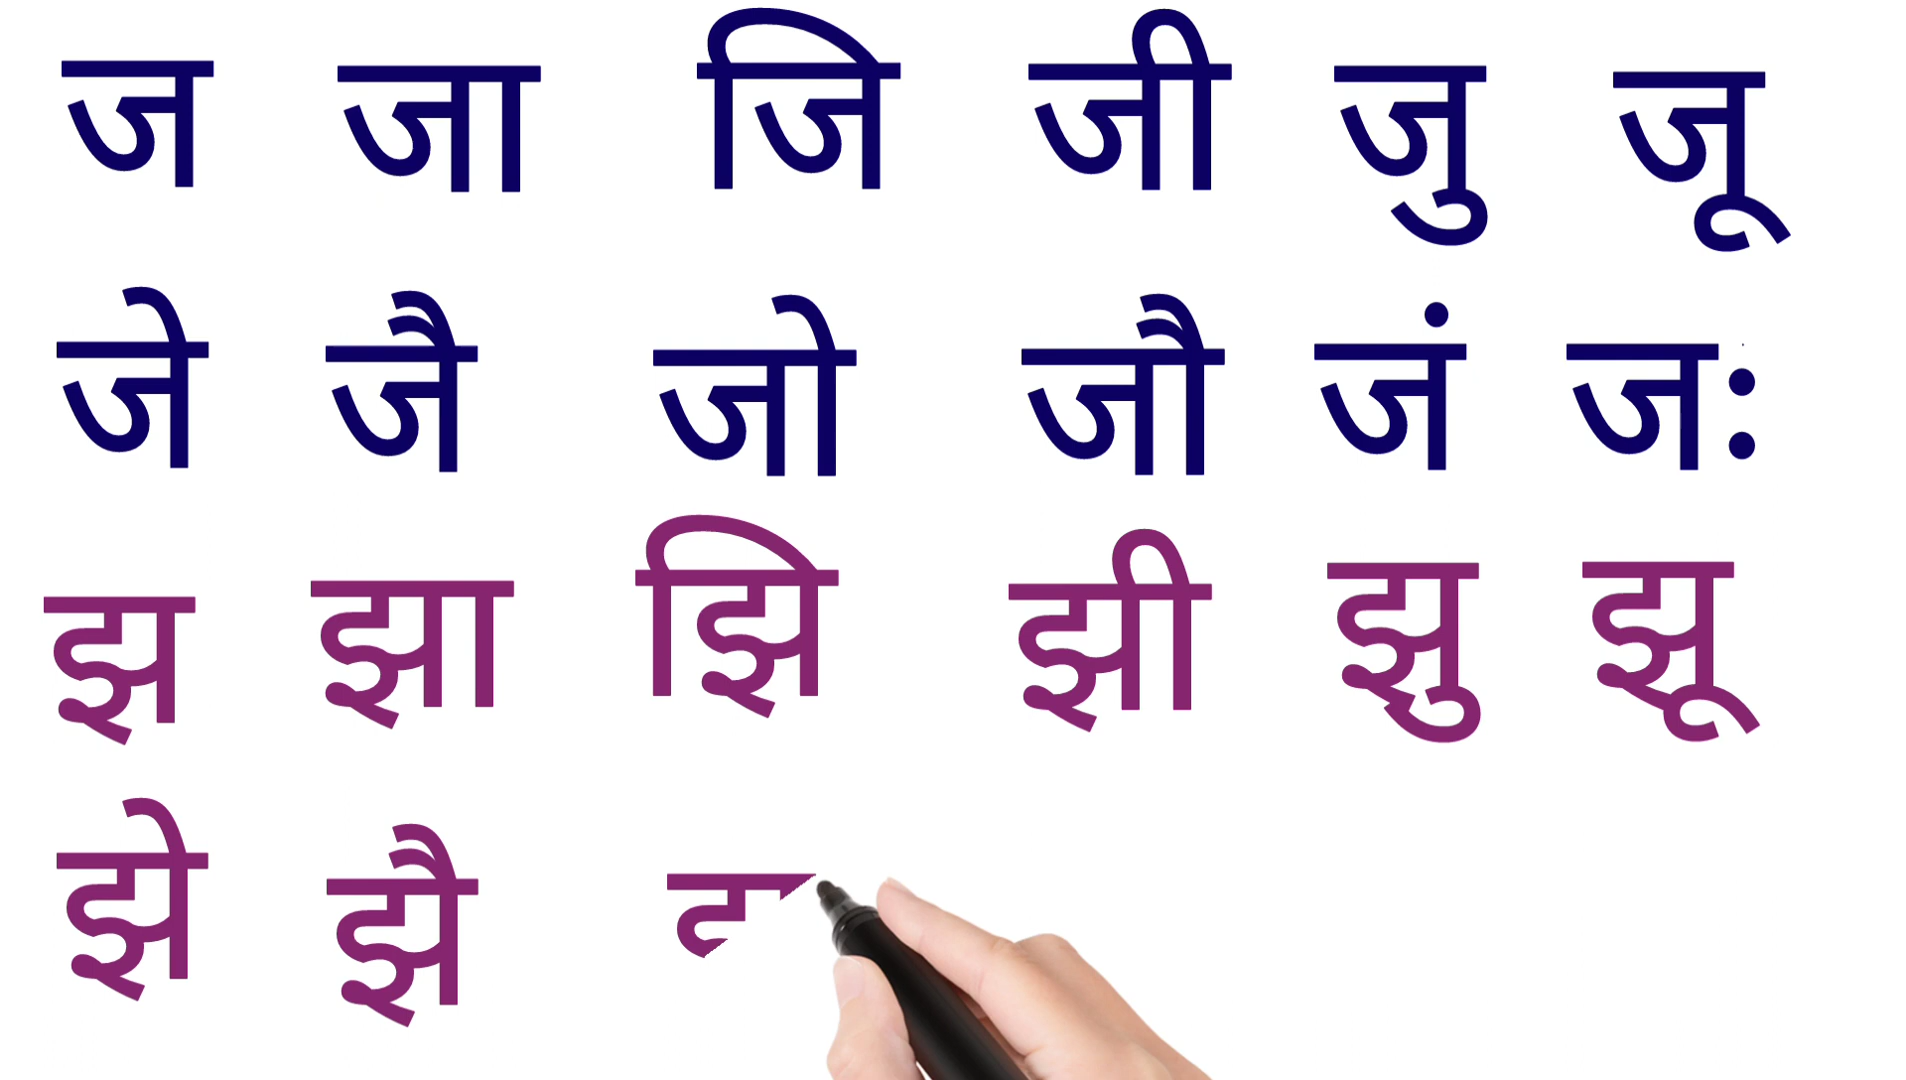 ज जा जि जी जु जू
जे जै जो जौ जं जः
झ झा झि झी झु झू
झे झै